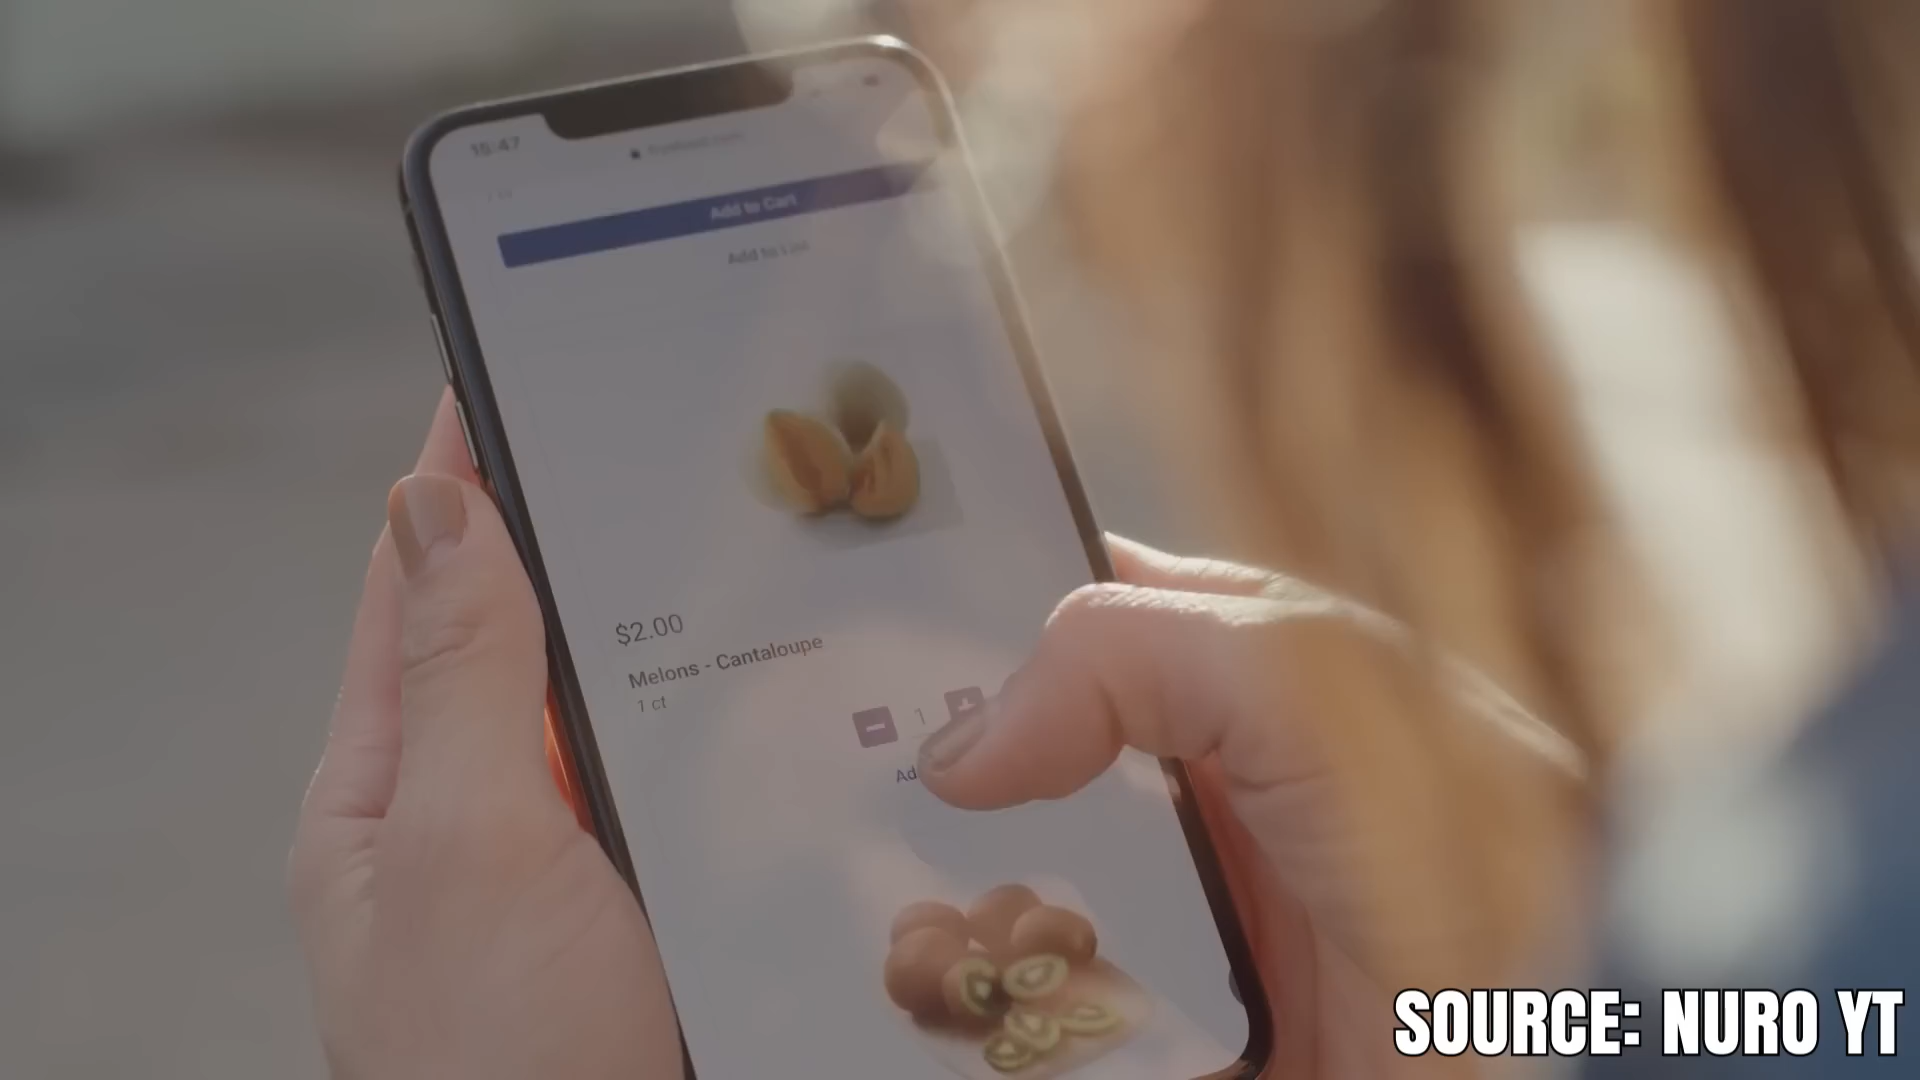 15:47
Add to Cart
Add to List
$2.00
Melons - Cantaloupe
1 ct
1
SOURCE: NURO YT